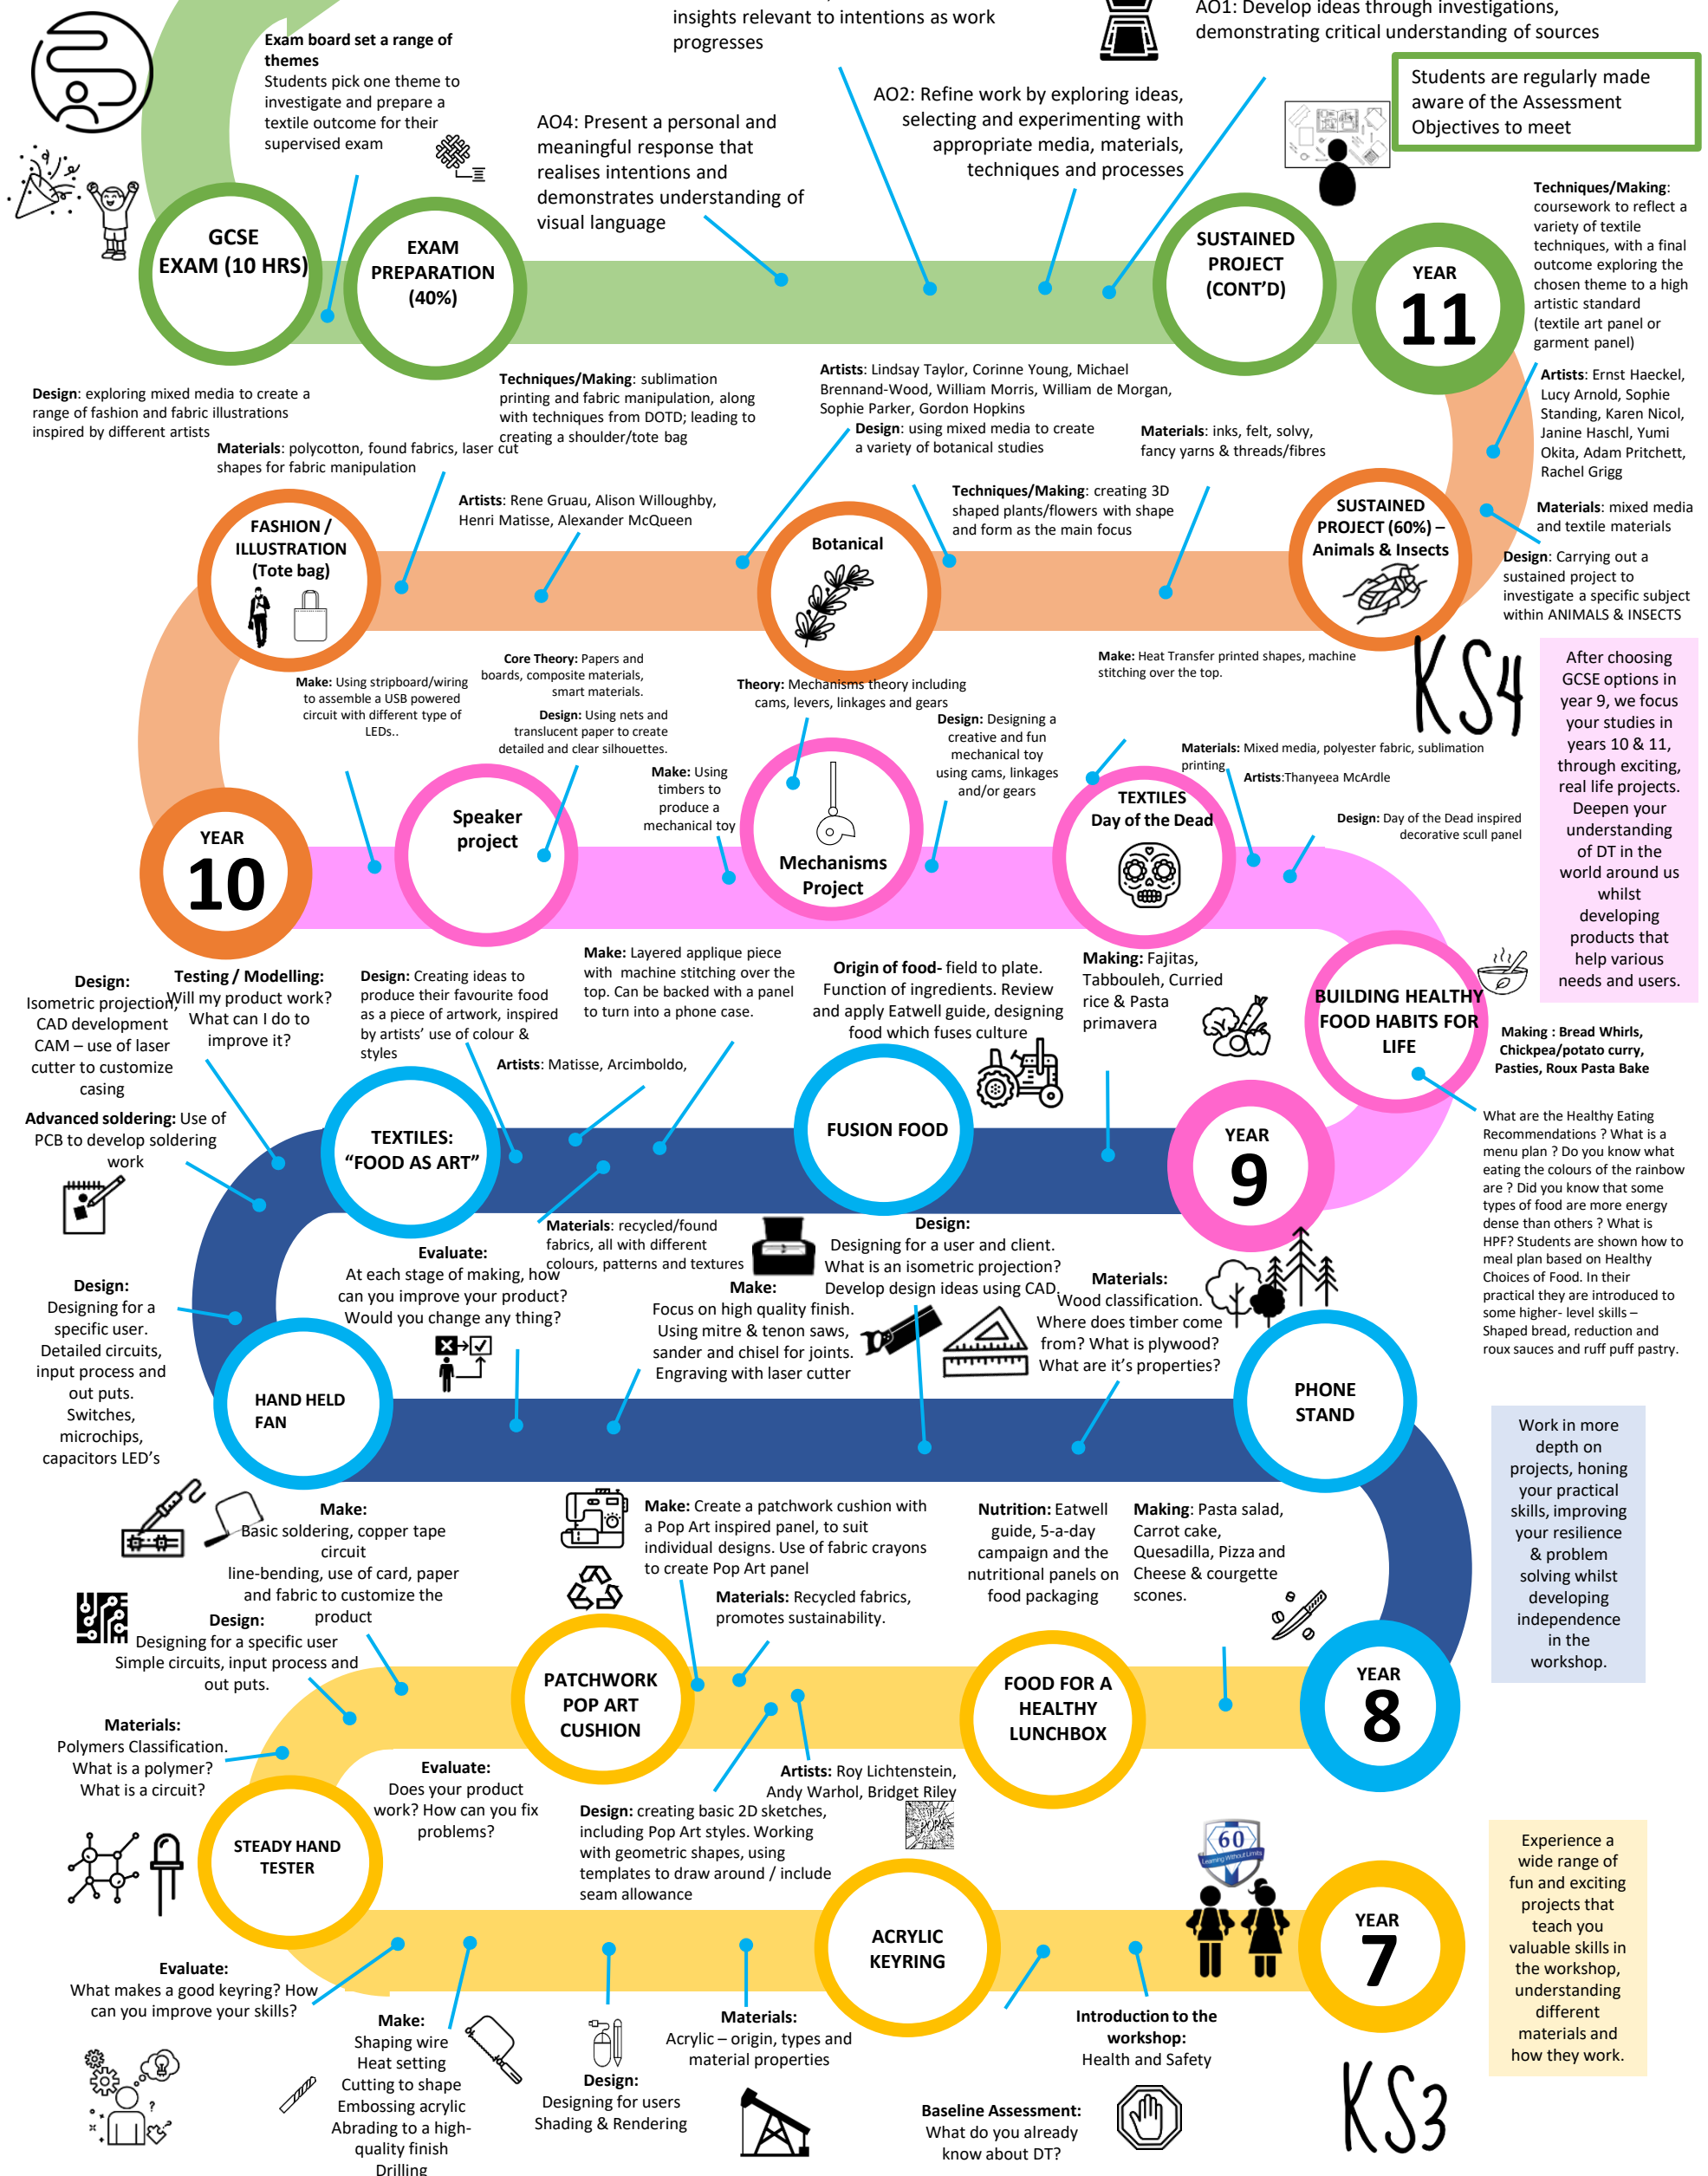 insights relevant to intentions as work
progresses
AO1: Develop ideas through investigations,
demonstrating critical understanding of sources
Exam board set a range of
themes
Students pick one theme to
investigate and prepare a
textile outcome for their
supervised exam
AO4: Present a personal and
meaningful response that
realises intentions and
demonstrates understanding of
visual language
AO2: Refine work by exploring ideas,
selecting and experimenting with
appropriate media, materials,
techniques and processes
Students are regularly made
aware of the Assessment
Objectives to meet
GCSE
EXAM (10 HRS)
EXAM
PREPARATION
(40%)
SUSTAINED
PROJECT
(CONT'D)
YEAR
11
Techniques/Making:
coursework to reflect a
variety of textile
techniques, with a final
outcome exploring the
chosen theme to a high
artistic standard
(textile art panel or
garment panel)
Artists: Ernst Haeckel,
Lucy Arnold, Sophie
Standing, Karen Nicol,
Janine Haschl, Yumi
Okita, Adam Pritchett,
Rachel Grigg
Materials: mixed media
and textile materials
Design: Carrying out a
sustained project to
investigate a specific subject
within ANIMALS & INSECTS
Design: exploring mixed media to create a
range of fashion and fabric illustrations
inspired by different artists
Materials: polycotton, found fabrics, laser cut
shapes for fabric manipulation
Techniques/Making: sublimation
printing and fabric manipulation, along
with techniques from DOTD; leading to
creating a shoulder/tote bag
Artists: Rene Gruau, Alison Willoughby,
Henri Matisse, Alexander McQueen
Artists: Lindsay Taylor, Corinne Young, Michael
Brennand-Wood, William Morris, William de Morgan,
Sophie Parker, Gordon Hopkins
Design: using mixed media to create
a variety of botanical studies
Materials: inks, felt, solvy,
fancy yarns & threads/fibres
Techniques/Making: creating 3D
shaped plants/flowers with shape
and form as the main focus
FASHION /
ILLUSTRATION
(Tote bag)
Botanical
SUSTAINED
PROJECT (60%) –
Animals & Insects
KS4
After choosing
GCSE options in
year 9, we focus
your studies in
years 10 & 11,
through exciting,
real life projects.
Deepen your
understanding
of DT in the
world around us
whilst
developing
products that
help various
needs and users.
Make: Using stripboard/wiring
to assemble a USB powered
circuit with different type of
LEDs..
Core Theory: Papers and
boards, composite materials,
smart materials.
Design: Using nets and
translucent paper to create
detailed and clear silhouettes.
Theory: Mechanisms theory including
cams, levers, linkages and gears
Make: Using
timbers to
produce a
mechanical toy
Design: Designing a
creative and fun
mechanical toy
using cams, linkages
and/or gears
Make: Heat Transfer printed shapes, machine
stitching over the top.
Materials: Mixed media, polyester fabric, sublimation
printing
Artists:Thanyeea McArdle
Design: Day of the Dead inspired
decorative scull panel
YEAR
10
Speaker
project
Mechanisms
Project
TEXTILES
Day of the Dead
BUILDING HEALTHY
FOOD HABITS FOR
LIFE
Making : Bread Whirls,
Chickpea/potato curry,
Pasties, Roux Pasta Bake
What are the Healthy Eating
Recommendations ? What is a
menu plan ? Do you know what
eating the colours of the rainbow
are ? Did you know that some
types of food are more energy
dense than others ? What is
HPF? Students are shown how to
meal plan based on Healthy
Choices of Food. In their
practical they are introduced to
some higher- level skills –
Shaped bread, reduction and
roux sauces and ruff puff pastry.
Design:
Isometric projection,
CAD development
CAM – use of laser
cutter to customize
casing
Testing / Modelling:
Will my product work?
What can I do to
improve it?
Design: Creating ideas to
produce their favourite food
as a piece of artwork, inspired
by artists' use of colour &
styles
Make: Layered applique piece
with machine stitching over the
top. Can be backed with a panel
to turn into a phone case.
Artists: Matisse, Arcimboldo,
Origin of food- field to plate.
Function of ingredients. Review
and apply Eatwell guide, designing
food which fuses culture
Making: Fajitas,
Tabbouleh, Curried
rice & Pasta
primavera
Advanced soldering: Use of
PCB to develop soldering
work
TEXTILES:
"FOOD AS ART"
FUSION FOOD
YEAR
9
Materials: recycled/found
fabrics, all with different
colours, patterns and textures
Evaluate:
At each stage of making, how
can you improve your product?
Would you change any thing?
Make:
Focus on high quality finish.
Using mitre & tenon saws,
sander and chisel for joints.
Engraving with laser cutter
Design:
Designing for a user and client.
What is an isometric projection?
Develop design ideas using CAD.
Materials:
Wood classification.
Where does timber come
from? What is plywood?
What are it's properties?
Design:
Designing for a
specific user.
Detailed circuits,
input process and
out puts.
Switches,
microchips,
capacitors LED's
HAND HELD
FAN
PHONE
STAND
Work in more
depth on
projects, honing
your practical
skills, improving
your resilience
& problem
solving whilst
developing
independence
in the
workshop.
Make:
Basic soldering, copper tape
circuit
line-bending, use of card, paper
and fabric to customize the
product
Design:
Designing for a specific user
Simple circuits, input process and
out puts.
Make: Create a patchwork cushion with
a Pop Art inspired panel, to suit
individual designs. Use of fabric crayons
to create Pop Art panel
Materials: Recycled fabrics,
promotes sustainability.
Nutrition: Eatwell
guide, 5-a-day
campaign and the
nutritional panels on
food packaging
Making: Pasta salad,
Carrot cake,
Quesadilla, Pizza and
Cheese & courgette
scones.
PATCHWORK
POP ART
CUSHION
FOOD FOR A
HEALTHY
LUNCHBOX
YEAR
8
Materials:
Polymers Classification.
What is a polymer?
What is a circuit?
Evaluate:
Does your product
work? How can you fix
problems?
Artists: Roy Lichtenstein,
Andy Warhol, Bridget Riley
Design: creating basic 2D sketches,
including Pop Art styles. Working
with geometric shapes, using
templates to draw around / include
seam allowance
POP
STEADY HAND
TESTER
ACRYLIC
KEYRING
60
Learning Without Limits
YEAR
7
Experience a
wide range of
fun and exciting
projects that
teach you
valuable skills in
the workshop,
understanding
different
materials and
how they work.
Evaluate:
What makes a good keyring? How
can you improve your skills?
Make:
Shaping wire
Heat setting
Cutting to shape
Embossing acrylic
Abrading to a high-
quality finish
Drilling
Design:
Designing for users
Shading & Rendering
Materials:
Acrylic – origin, types and
material properties
Introduction to the
workshop:
Health and Safety
Baseline Assessment:
What do you already
know about DT?
KS3